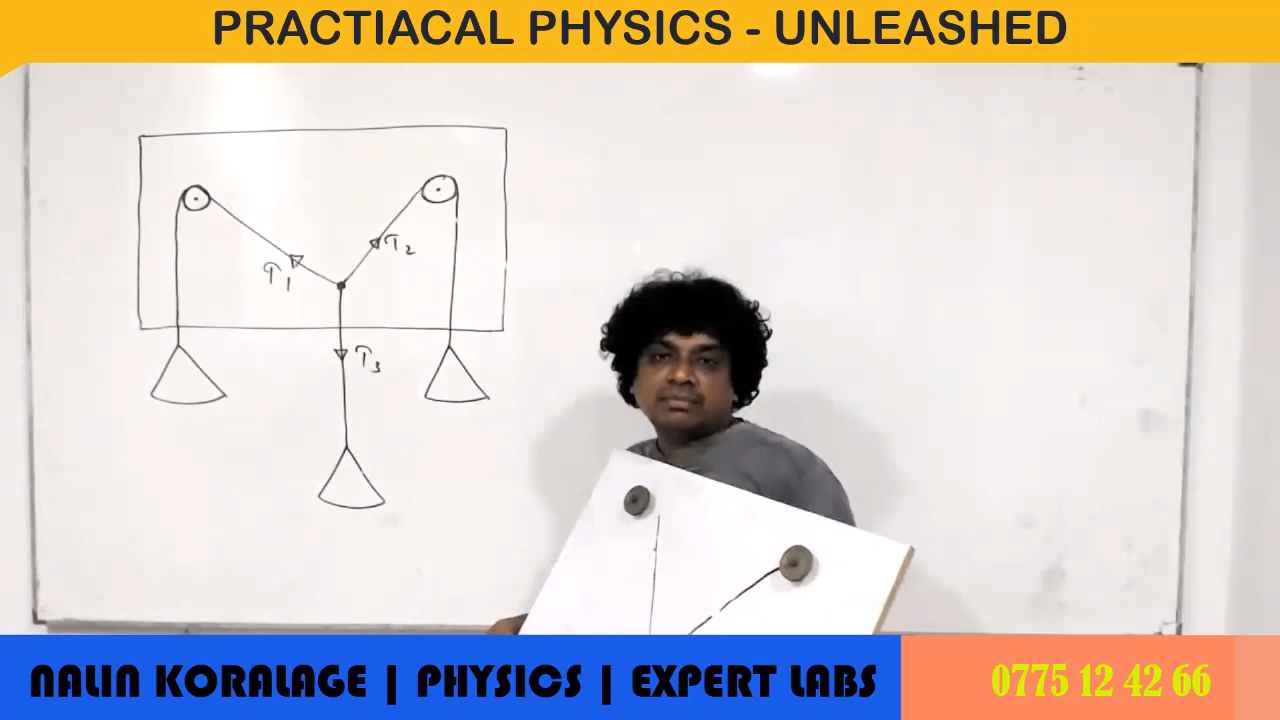 PRACTIACAL PHYSICS - UNLEASHED
T1
T2
T3
NALIN KORALAGE | PHYSICS | EXPERT LABS
0775 12 42 66